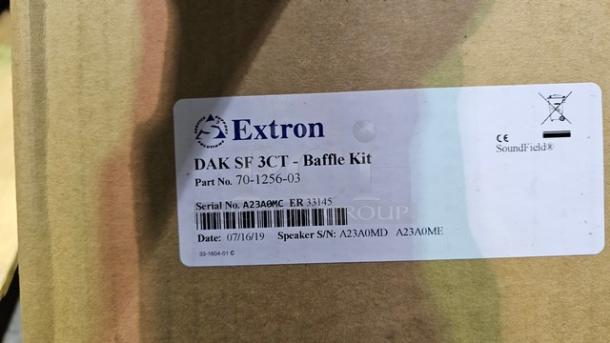 Extron
DAK SF 3CT - Baffle Kit
Part No. 70-1256-03
CE
SoundField®
Serial No. A23A0MC ER 33145
ROUP
Date: 07/16/19 Speaker S/N: A23A0MD A23A0ME
33-1604-01 C